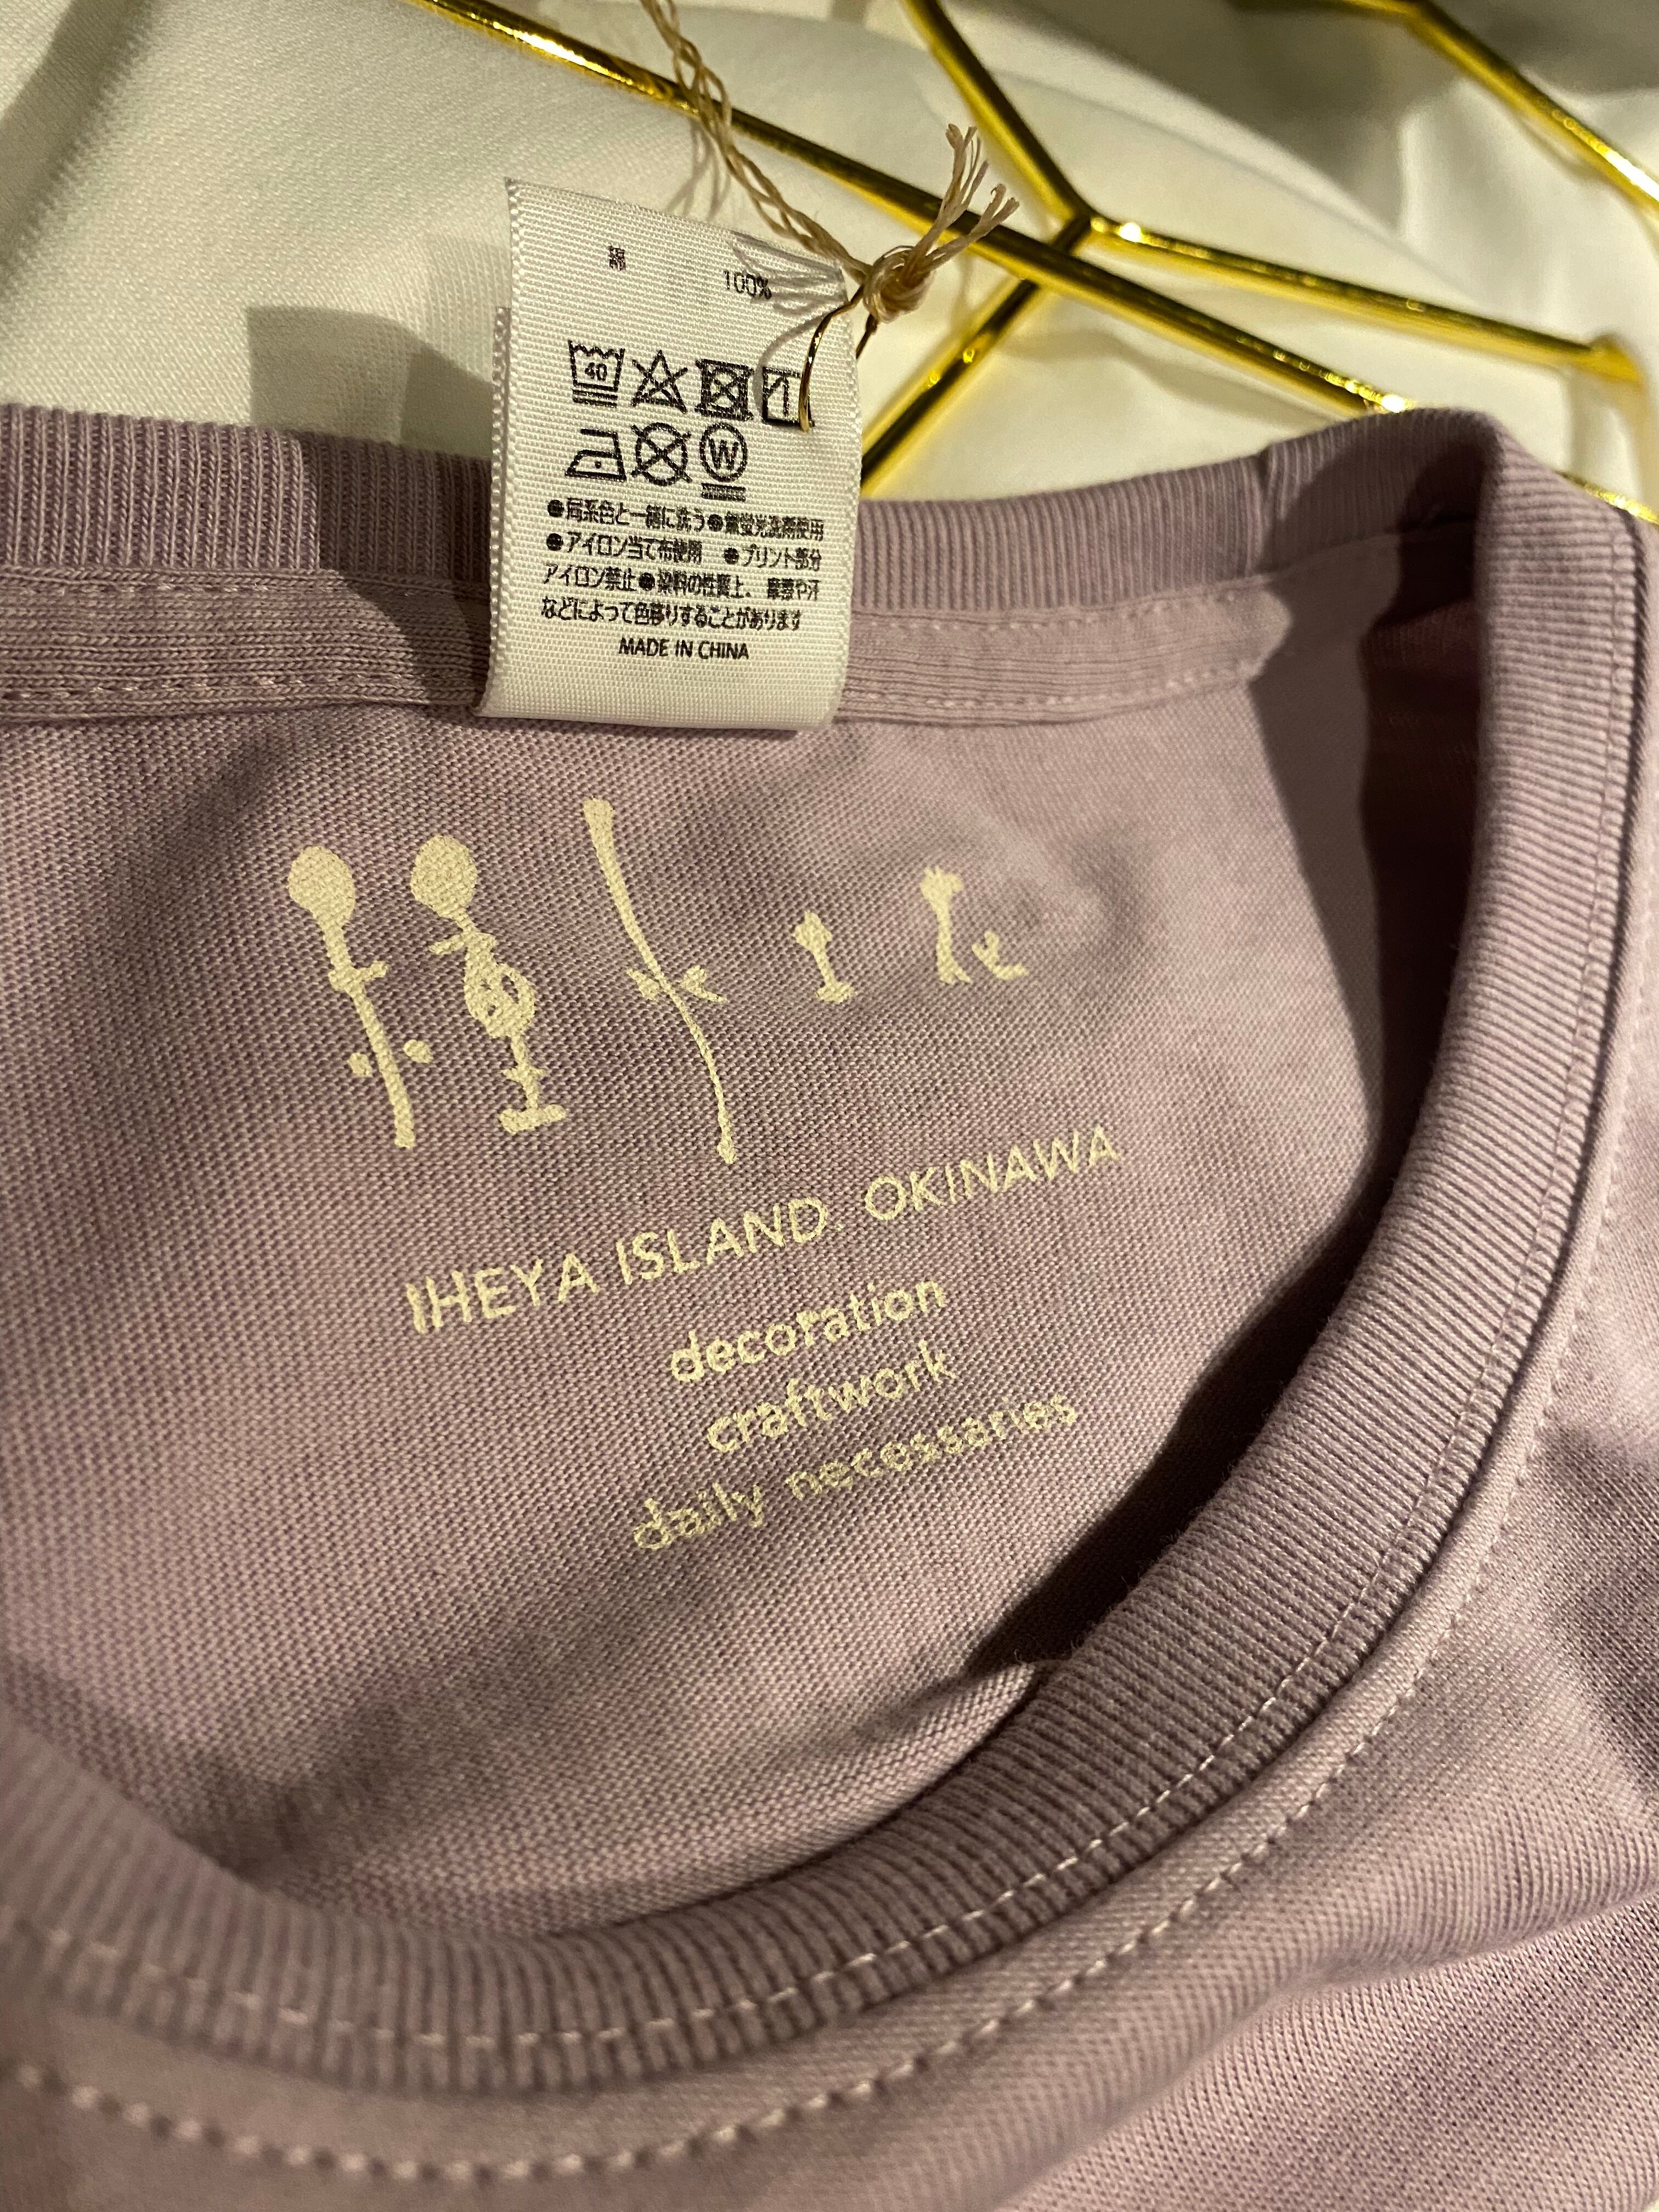 綿 100%
40
W
●同系色と一緒に洗う●無蛍光洗剤使用
●アイロン当て布使用 ●プリント部分
アイロン禁止●染料の性質上、摩擦や汗
などによって色移りすることがあります
MADE IN CHINA
IHEYA ISLAND. OKINAWA
decoration
craftwork
daily necessaries